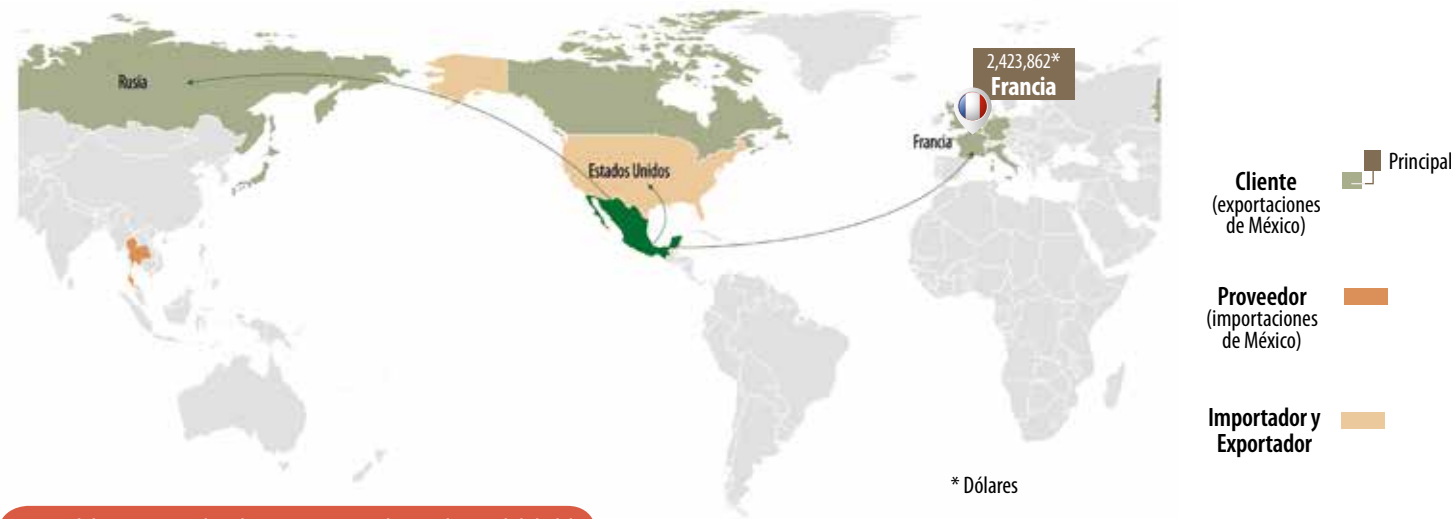 2,423,862*
Francia
Rusia
Francia
Estados Unidos
Principal
Cliente
(exportaciones
de México)
Proveedor
(importaciones
de México)
Importador y
Exportador
* Dólares